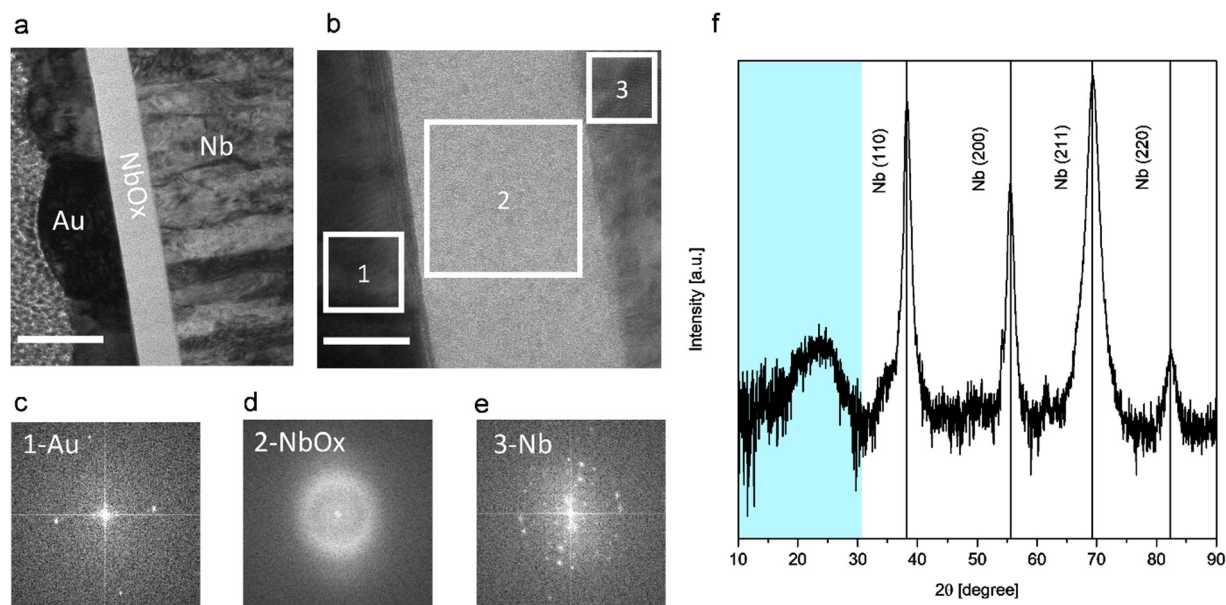 a
b
f
Au
NbOx
Nb
1
2
3
c
d
e
1-Au
2-NbOx
3-Nb
Intensity [a.u.]
Nb (110)
Nb (200)
Nb (211)
Nb (220)
10 20 30 40 50 60 70 80 90
2θ [degree]